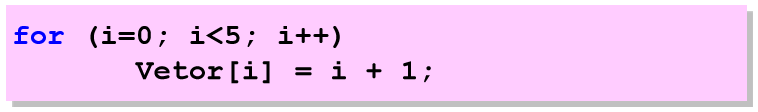 for (i=0; i<5; i++)
Vetor[i] = i + 1;